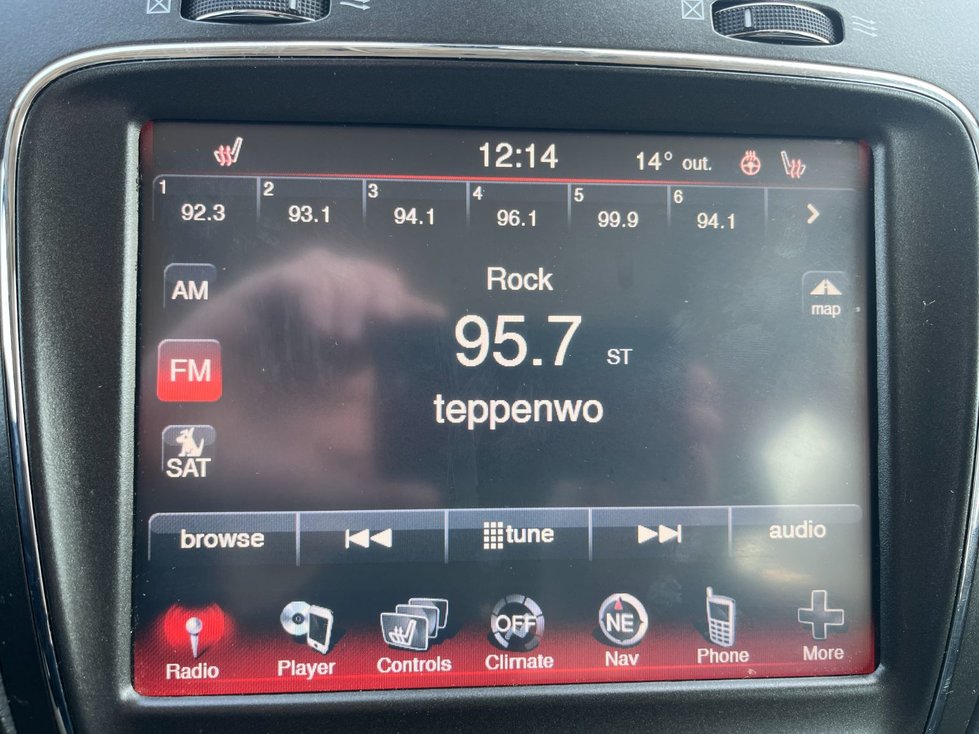 12:14 14° out.
1 2 3 4 5 6
92.3 93.1 94.1 96.1 99.9 94.1
Rock
AM
map
95.7 ST
FM
teppenwo
SAT
browse tune audio
OFF NE
Radio Player Controls Climate Nav Phone More